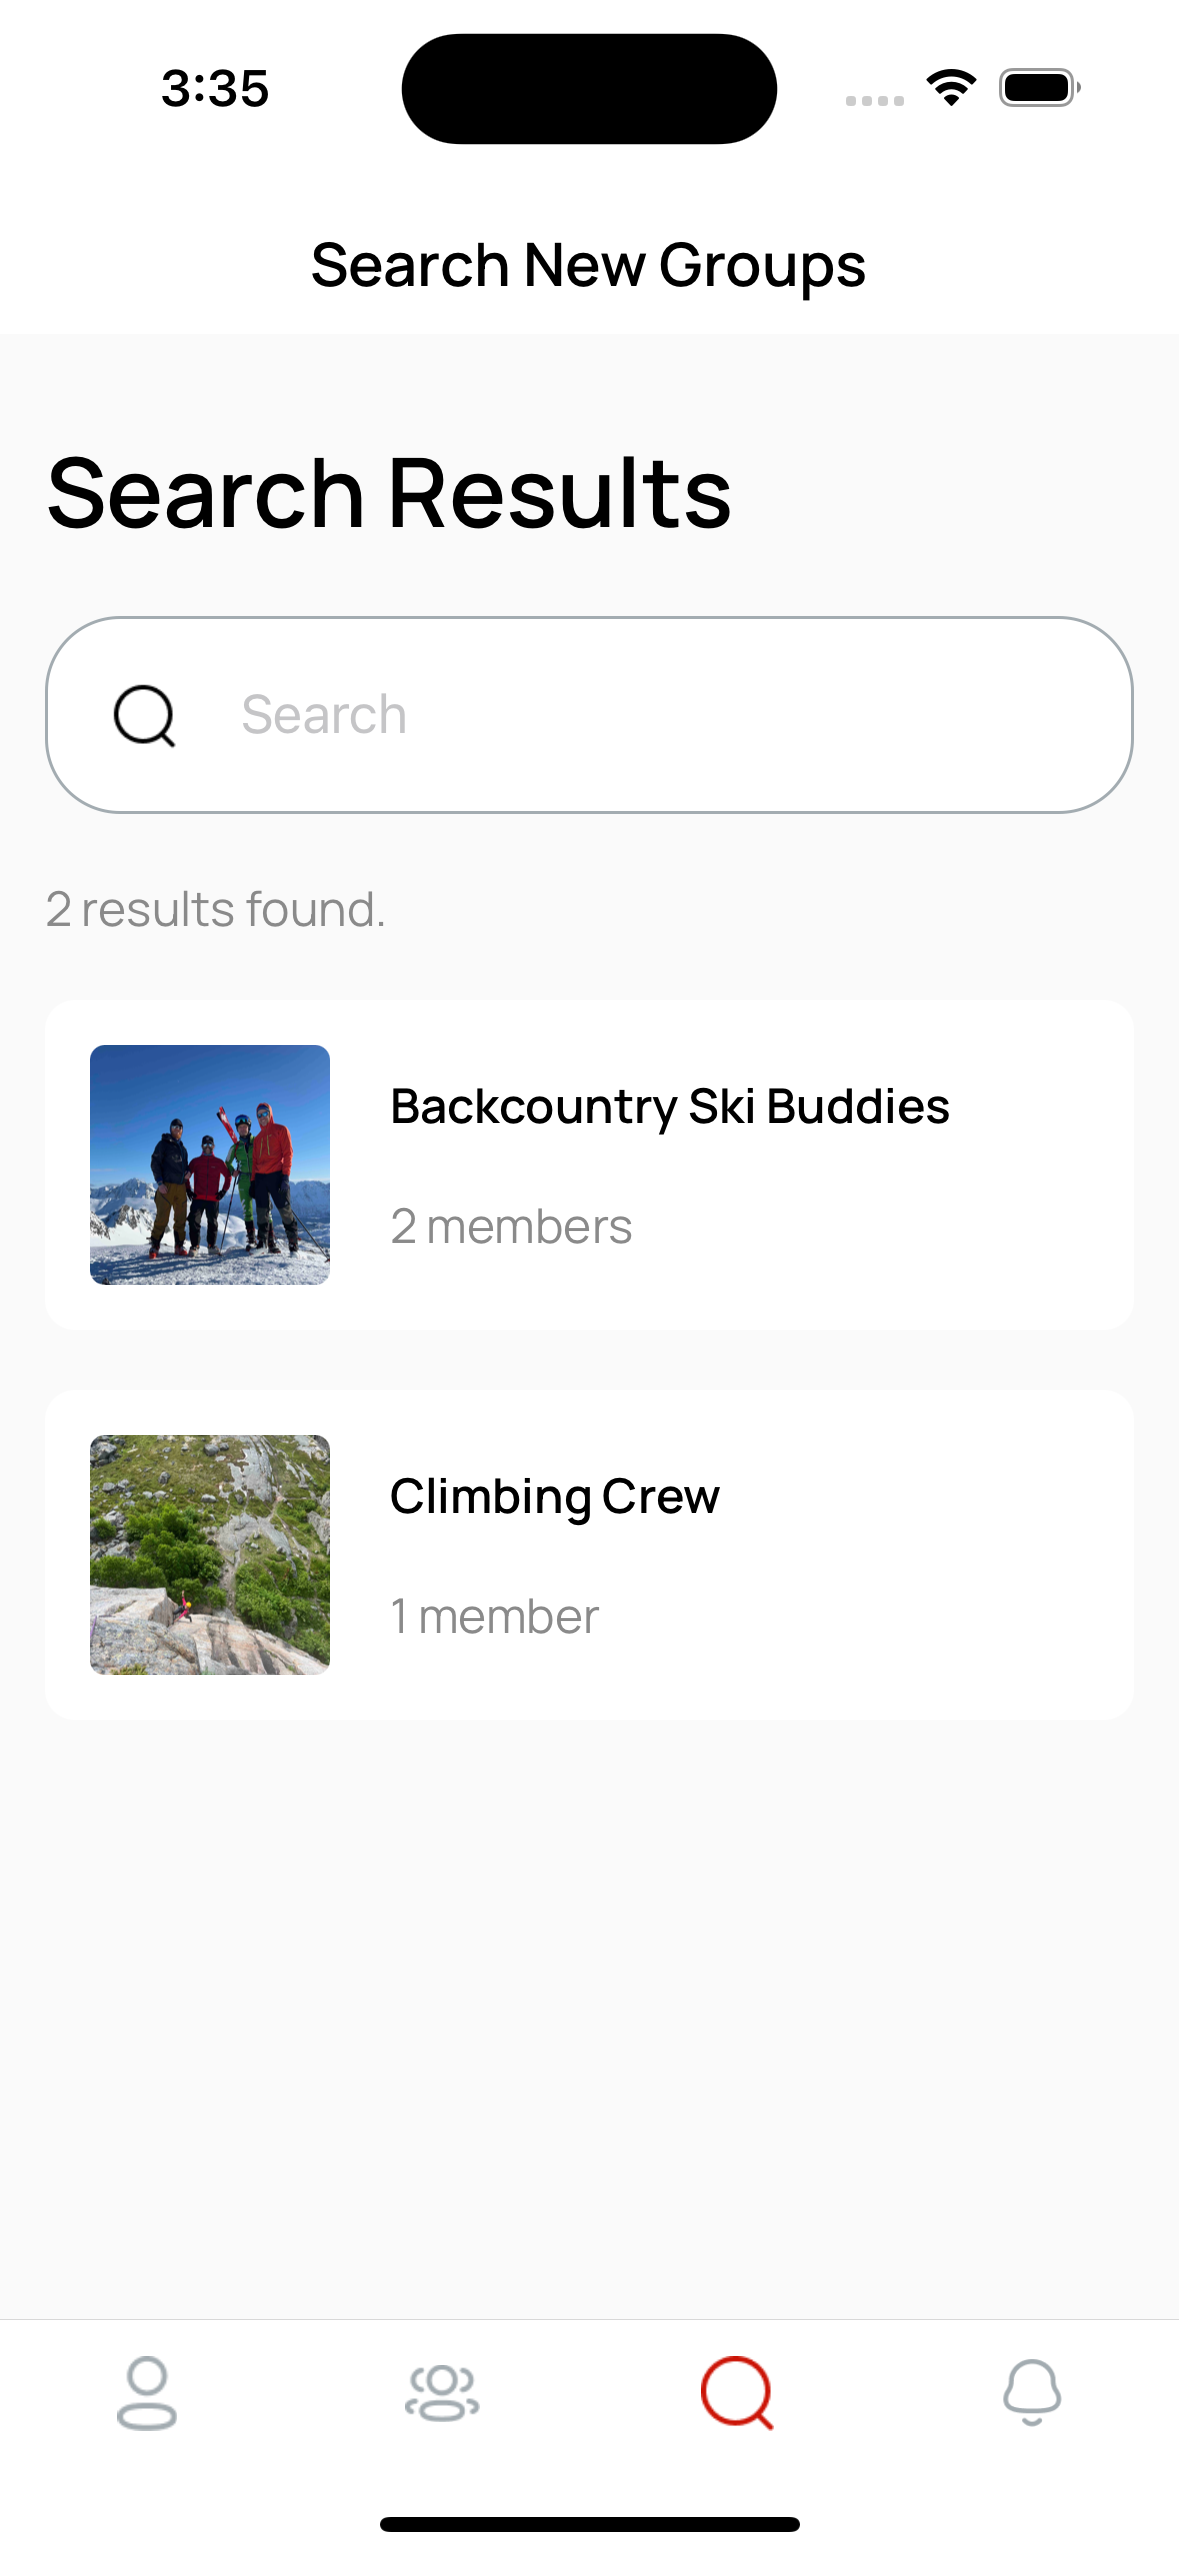 3:35
Search New Groups
Search Results
Search
2 results found.
Backcountry Ski Buddies
2 members
Climbing Crew
1 member